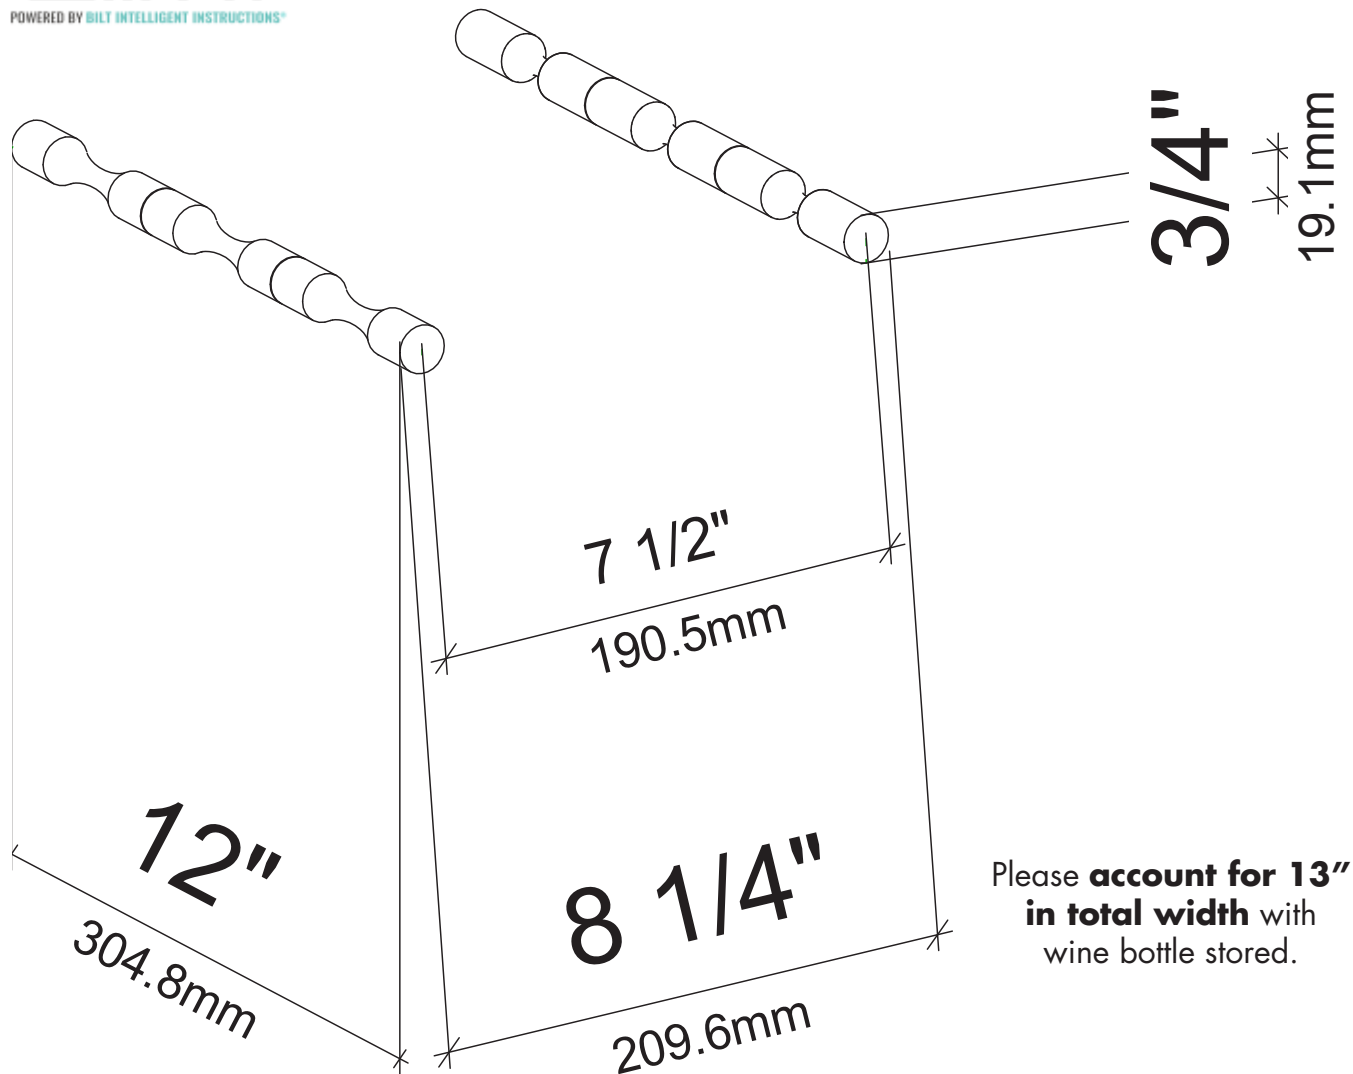 POWERED BY BILT INTELLIGENT INSTRUCTIONS®
3/4"
19.1mm
7 1/2"
190.5mm
12"
304.8mm
8 1/4"
209.6mm
Please account for 13”
in total width with
wine bottle stored.